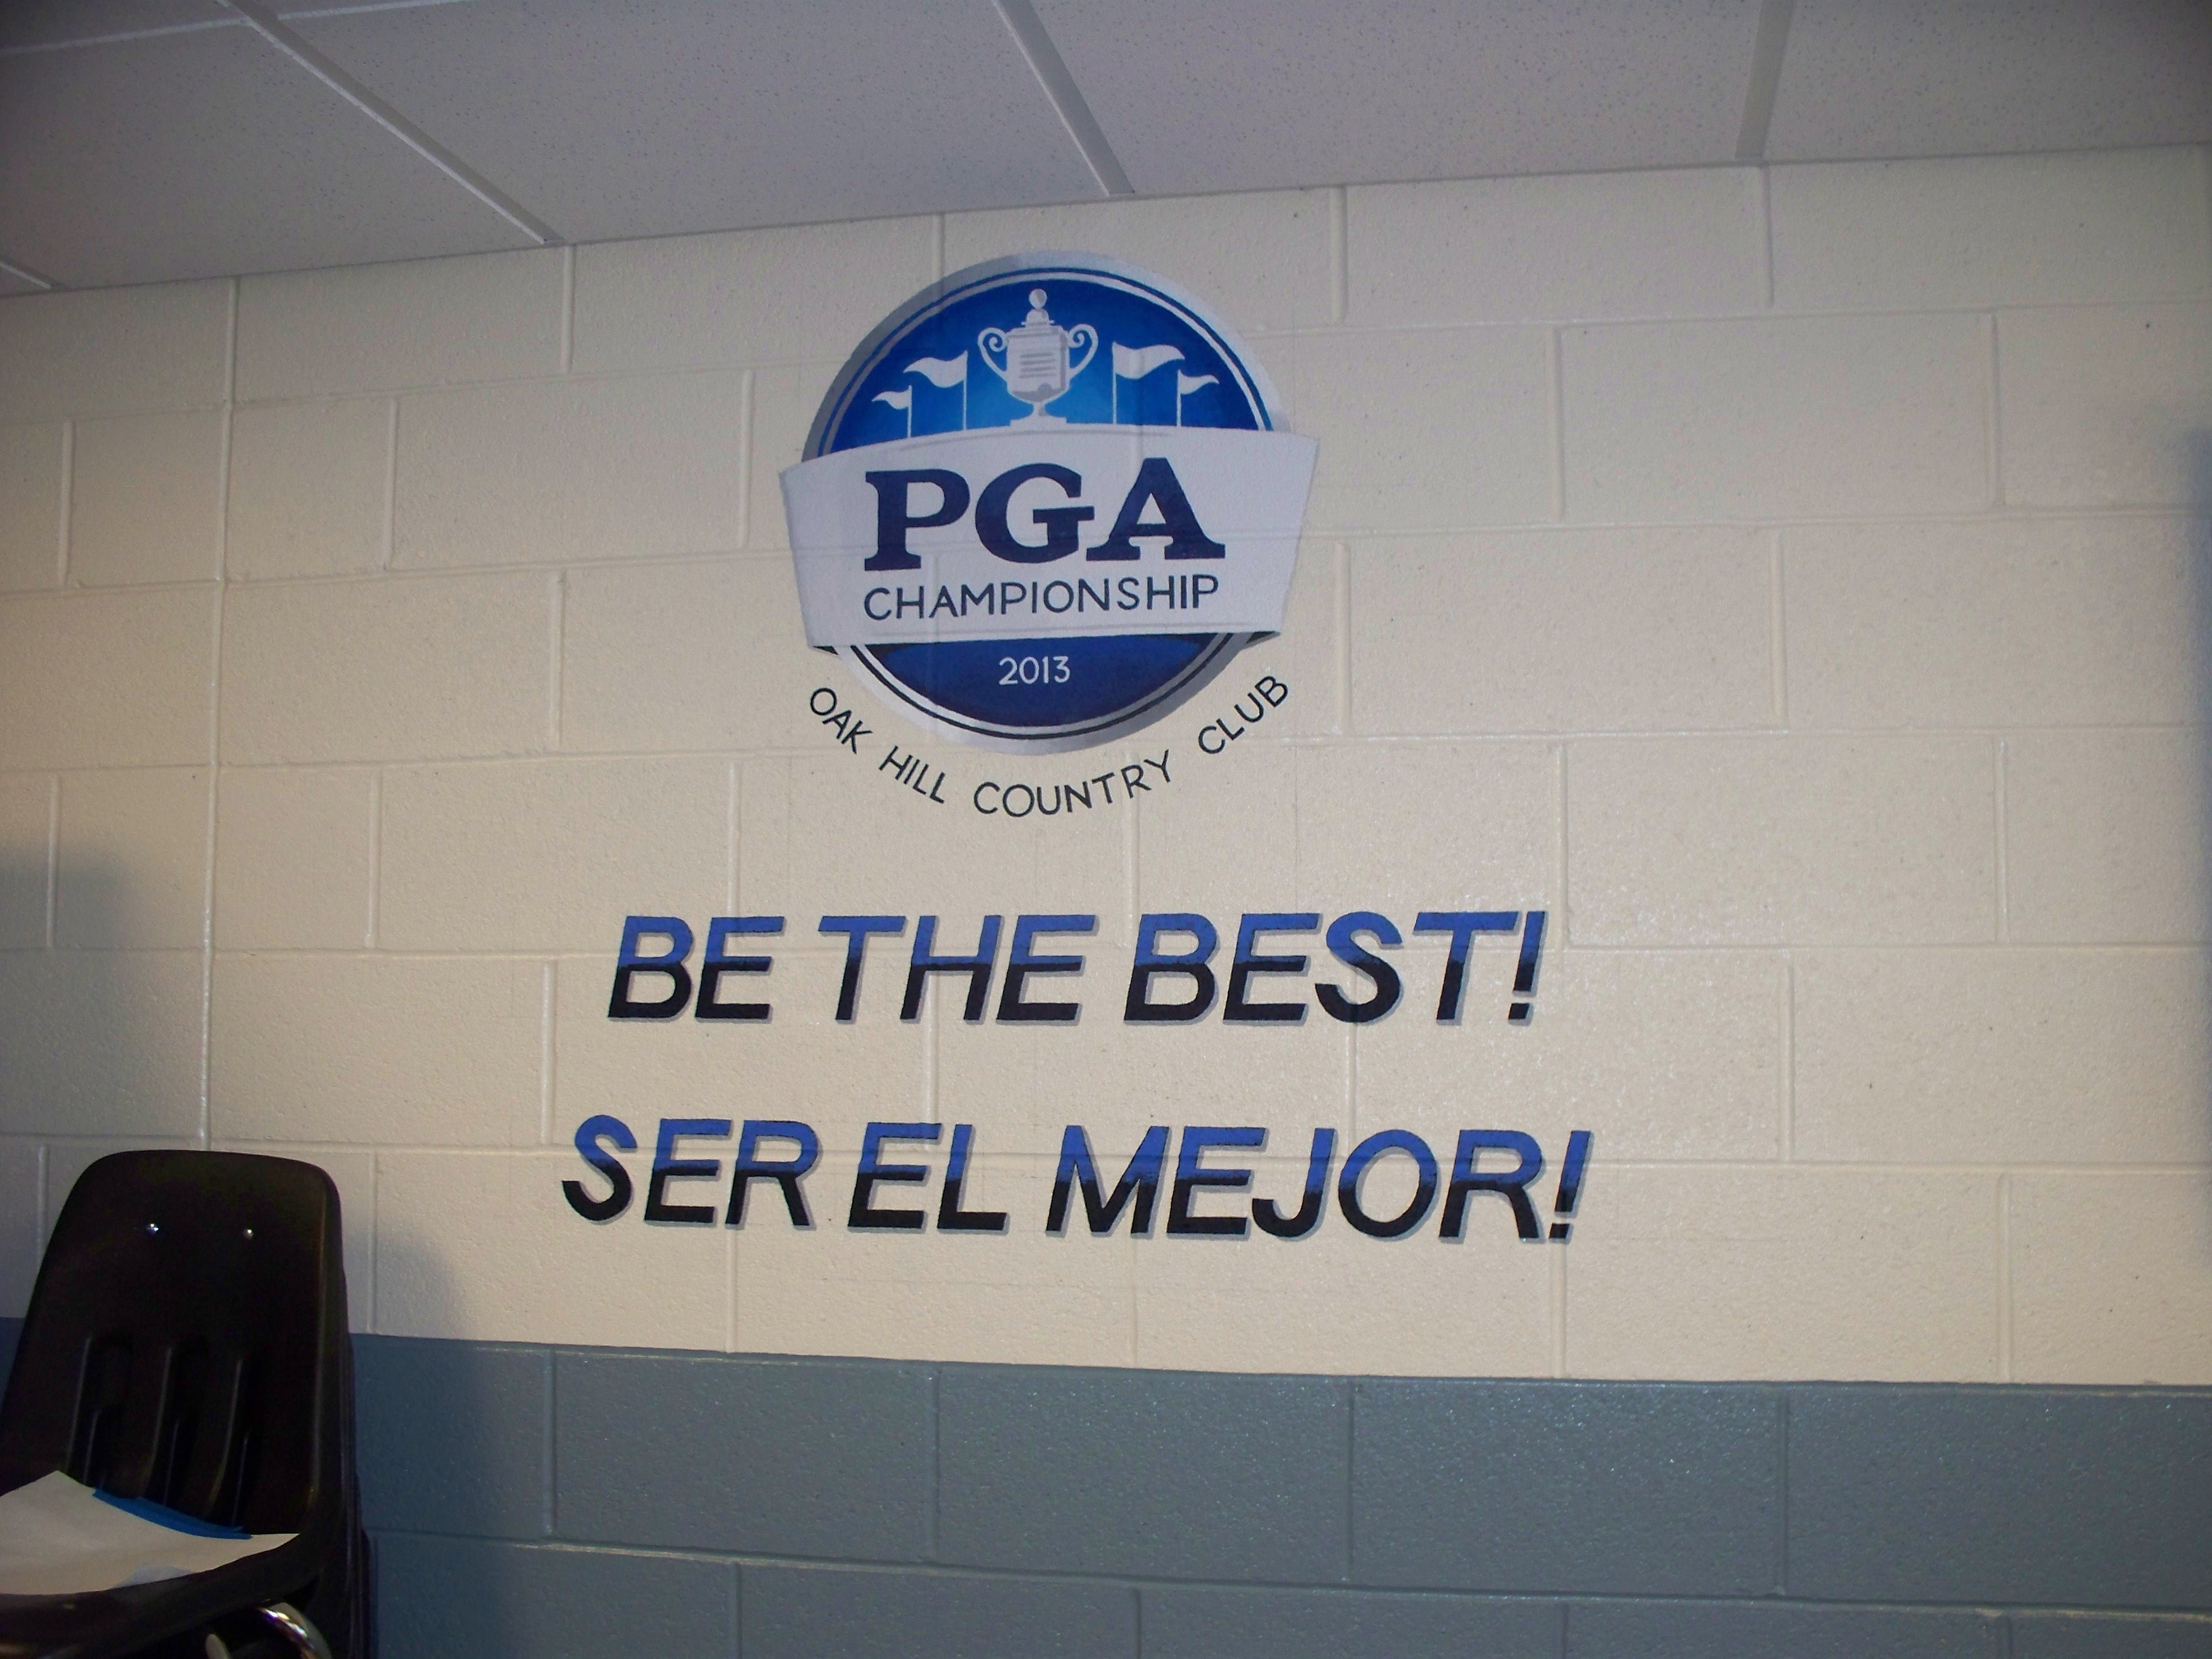 PGA
CHAMPIONSHIP
2013
OAK HILL COUNTRY CLUB
BE THE BEST!
SER EL MEJOR!